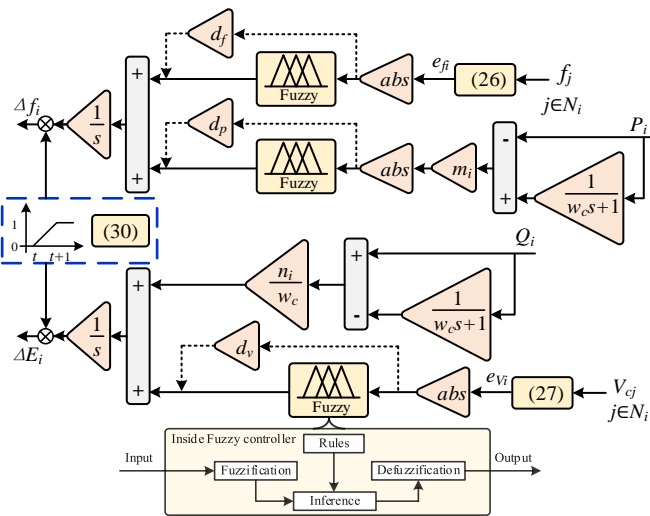 d_f
f_j
j∈N_i
(26)
e_fi
abs
Fuzzy
+
+
1/s
Δf_i
d_p
P_i
-
+
1/(w_c s+1)
m_i
abs
Fuzzy
1
0
t t+1
(30)
Q_i
+
-
1/(w_c s+1)
n_i/w_c
+
+
1/s
ΔE_i
d_v
V_cj
j∈N_i
(27)
e_Vi
abs
Fuzzy
Inside Fuzzy controller
Rules
Input
Fuzzification
Defuzzification
Output
Inference